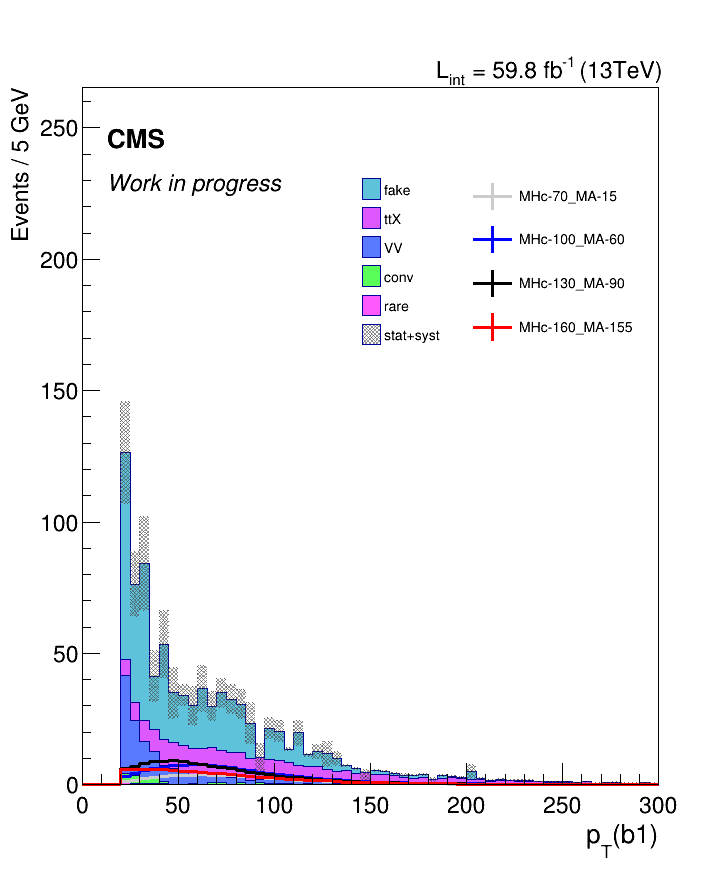 L_int = 59.8 fb^-1 (13TeV)
Events / 5 GeV
CMS
Work in progress
fake
ttX
VV
conv
rare
stat+syst
MHc-70_MA-15
MHc-100_MA-60
MHc-130_MA-90
MHc-160_MA-155
250
200
150
100
50
0
0 50 100 150 200 250 300
p_T(b1)